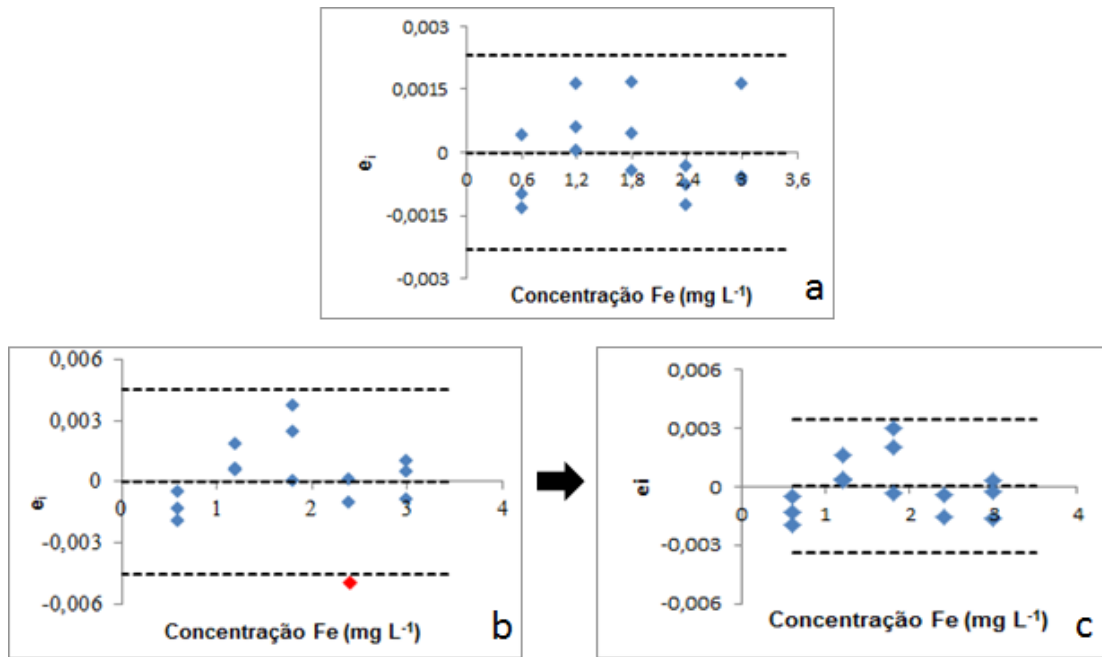 0,003
0,0015
0
-0,0015
-0,003
eᵢ
0 0,6 1,2 1,8 2,4 3 3,6
Concentração Fe (mg L⁻¹)
a
0,006
0,003
0
-0,003
-0,006
eᵢ
0 1 2 3 4
Concentração Fe (mg L⁻¹)
b
0,006
0,003
0
-0,003
-0,006
ei
0 1 2 3 4
Concentração Fe (mg L⁻¹)
c